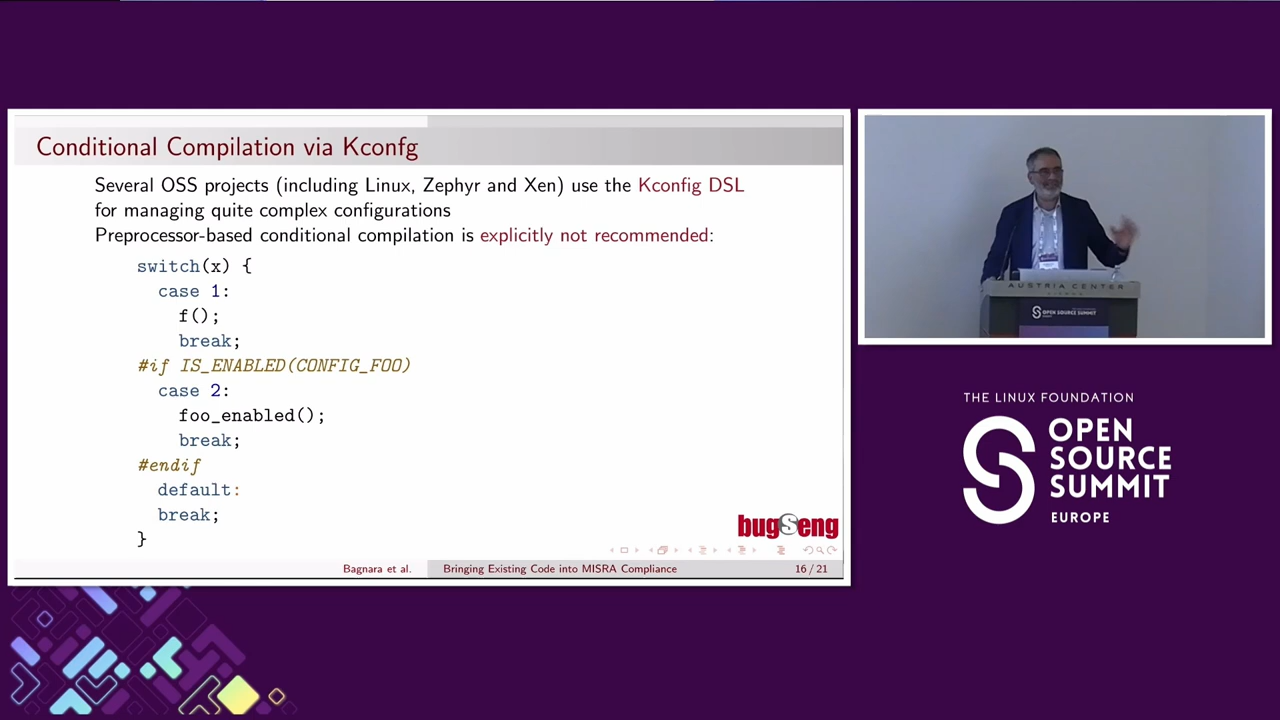 Conditional Compilation via Kconfg
Several OSS projects (including Linux, Zephyr and Xen) use the Kconfig DSL
for managing quite complex configurations
Preprocessor-based conditional compilation is explicitly not recommended:
switch(x) {
case 1:
f();
break;
#if IS_ENABLED(CONFIG_FOO)
case 2:
foo_enabled();
break;
#endif
default:
break;
}
bugSeng
Bagnara et al.
Bringing Existing Code into MISRA Compliance
16 / 21
AUSTRIA CENTER
OPEN SOURCE SUMMIT
THE LINUX FOUNDATION
OPEN
SOURCE
SUMMIT
EUROPE